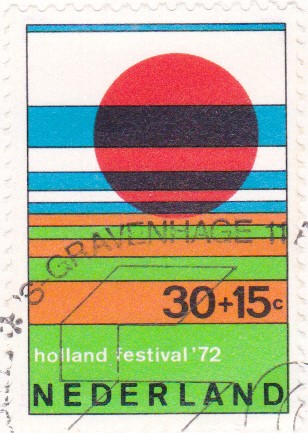 'S-GRAVENHAGE 11
30+15c
holland festival '72
NEDERLAND